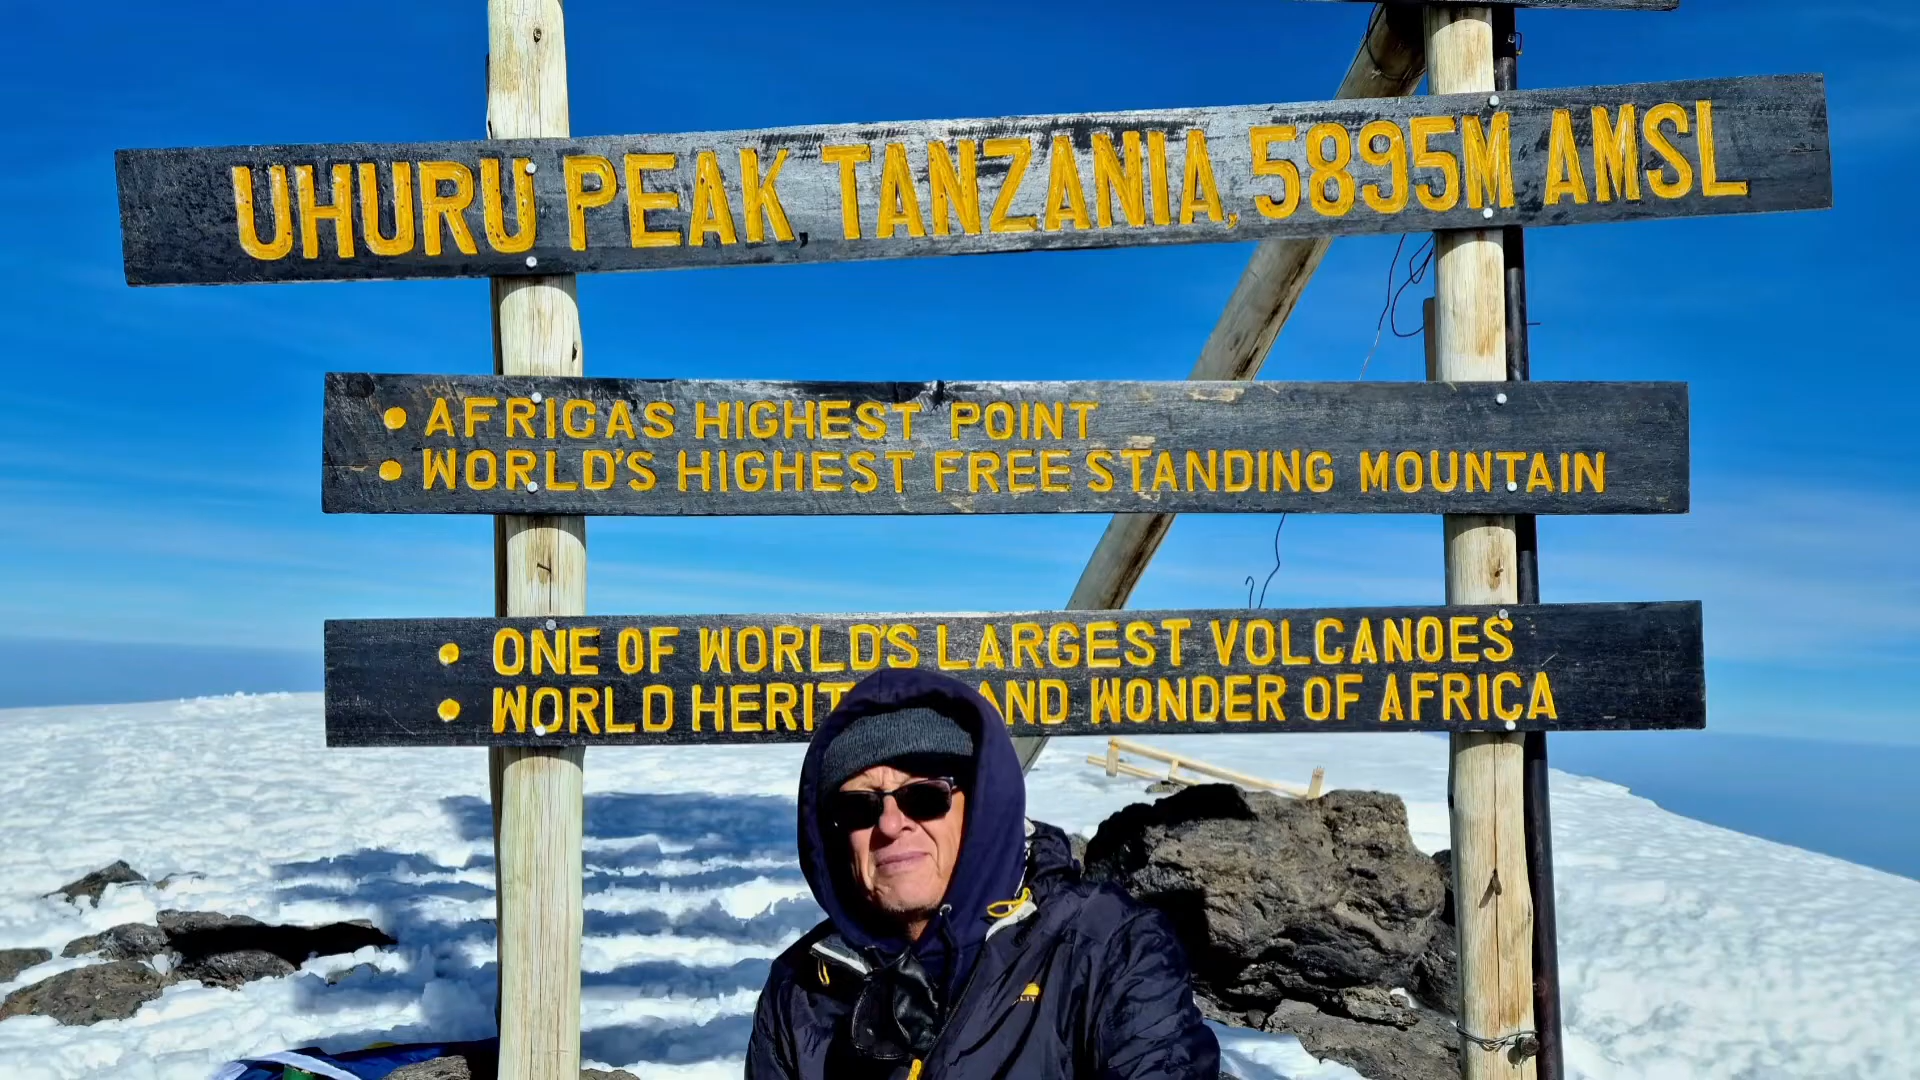 UHURU PEAK, TANZANIA, 5895M AMSL
• AFRICAS HIGHEST POINT
• WORLD'S HIGHEST FREE STANDING MOUNTAIN
• ONE OF WORLD'S LARGEST VOLCANOES
• WORLD AND WONDER OF AFRICA